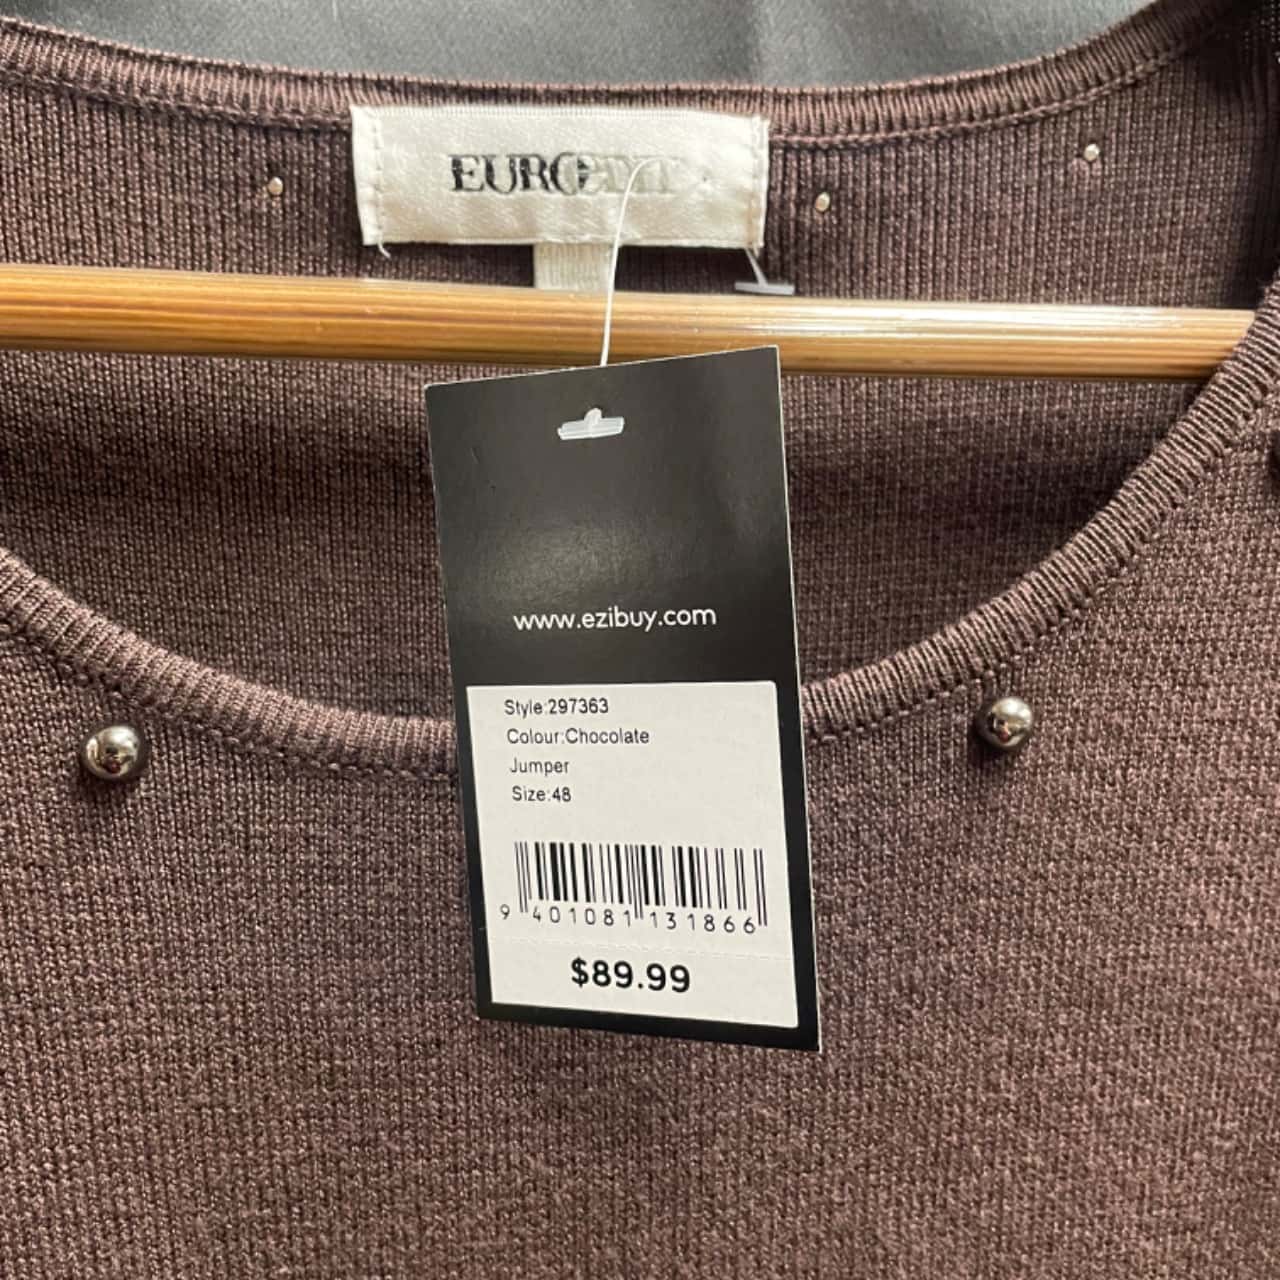 www.ezibuy.com
Style:297363
Colour:Chocolate
Jumper
Size:48
9 401081 131866
$89.99